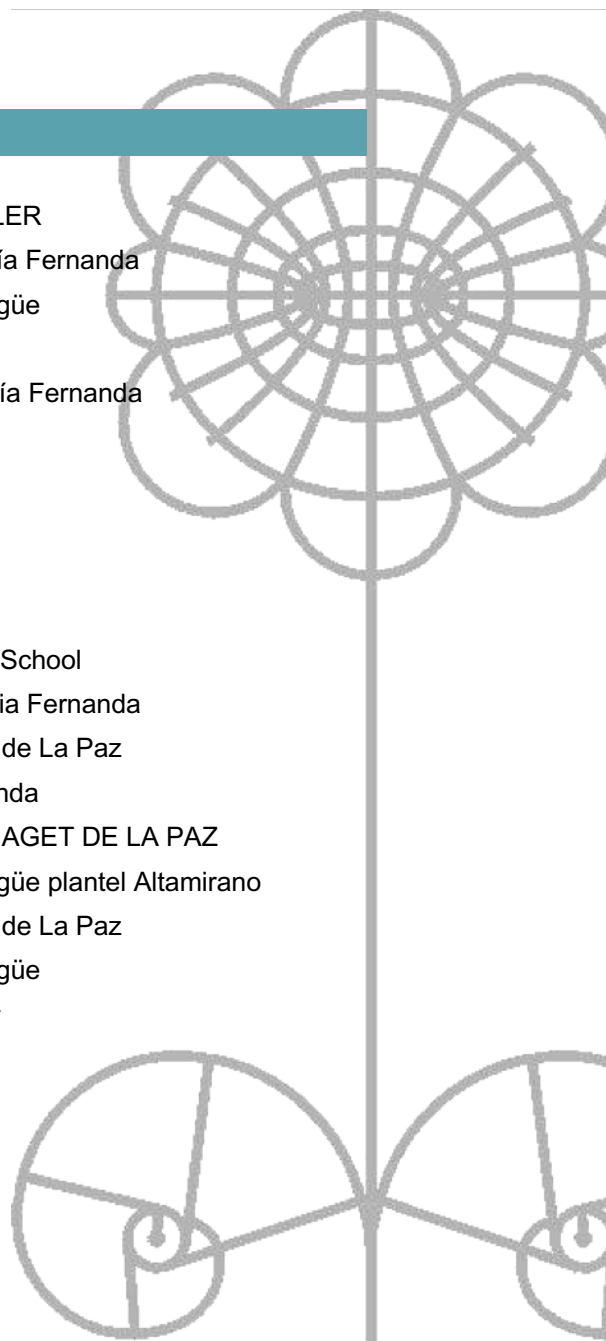 LER
ía Fernanda
güe
ía Fernanda
School
ia Fernanda
de La Paz
nda
AGET DE LA PAZ
güe plantel Altamirano
de La Paz
güe